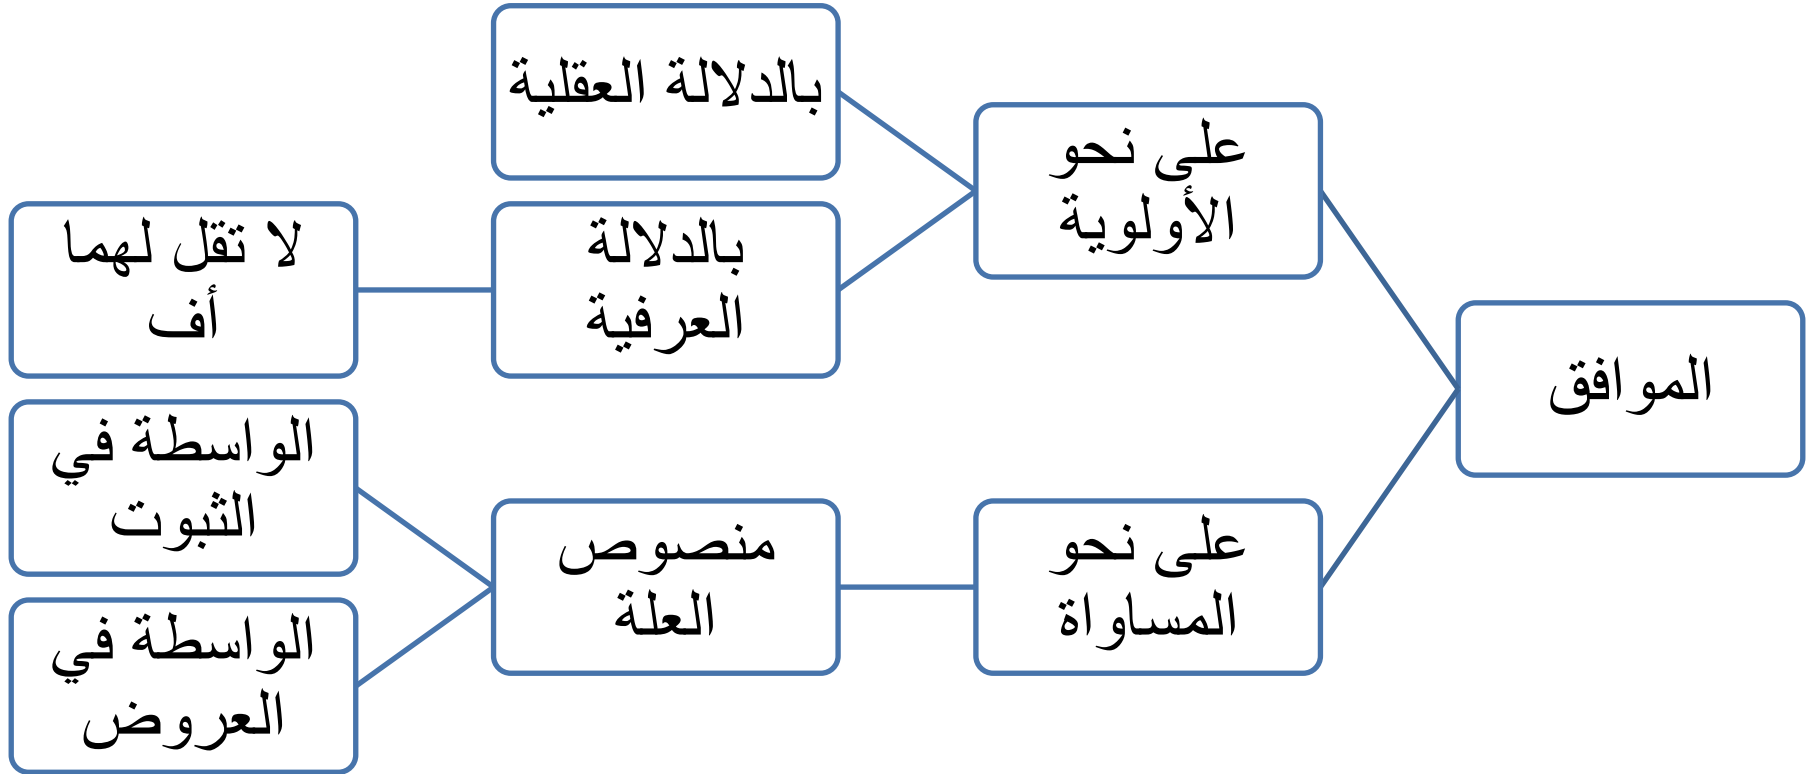 الموافق
على نحو
الأولوية
بالدلالة العقلية
بالدلالة
العرفية
لا تقل لهما
أف
على نحو
المساواة
منصوص
العلة
الواسطة في
الثبوت
الواسطة في
العروض